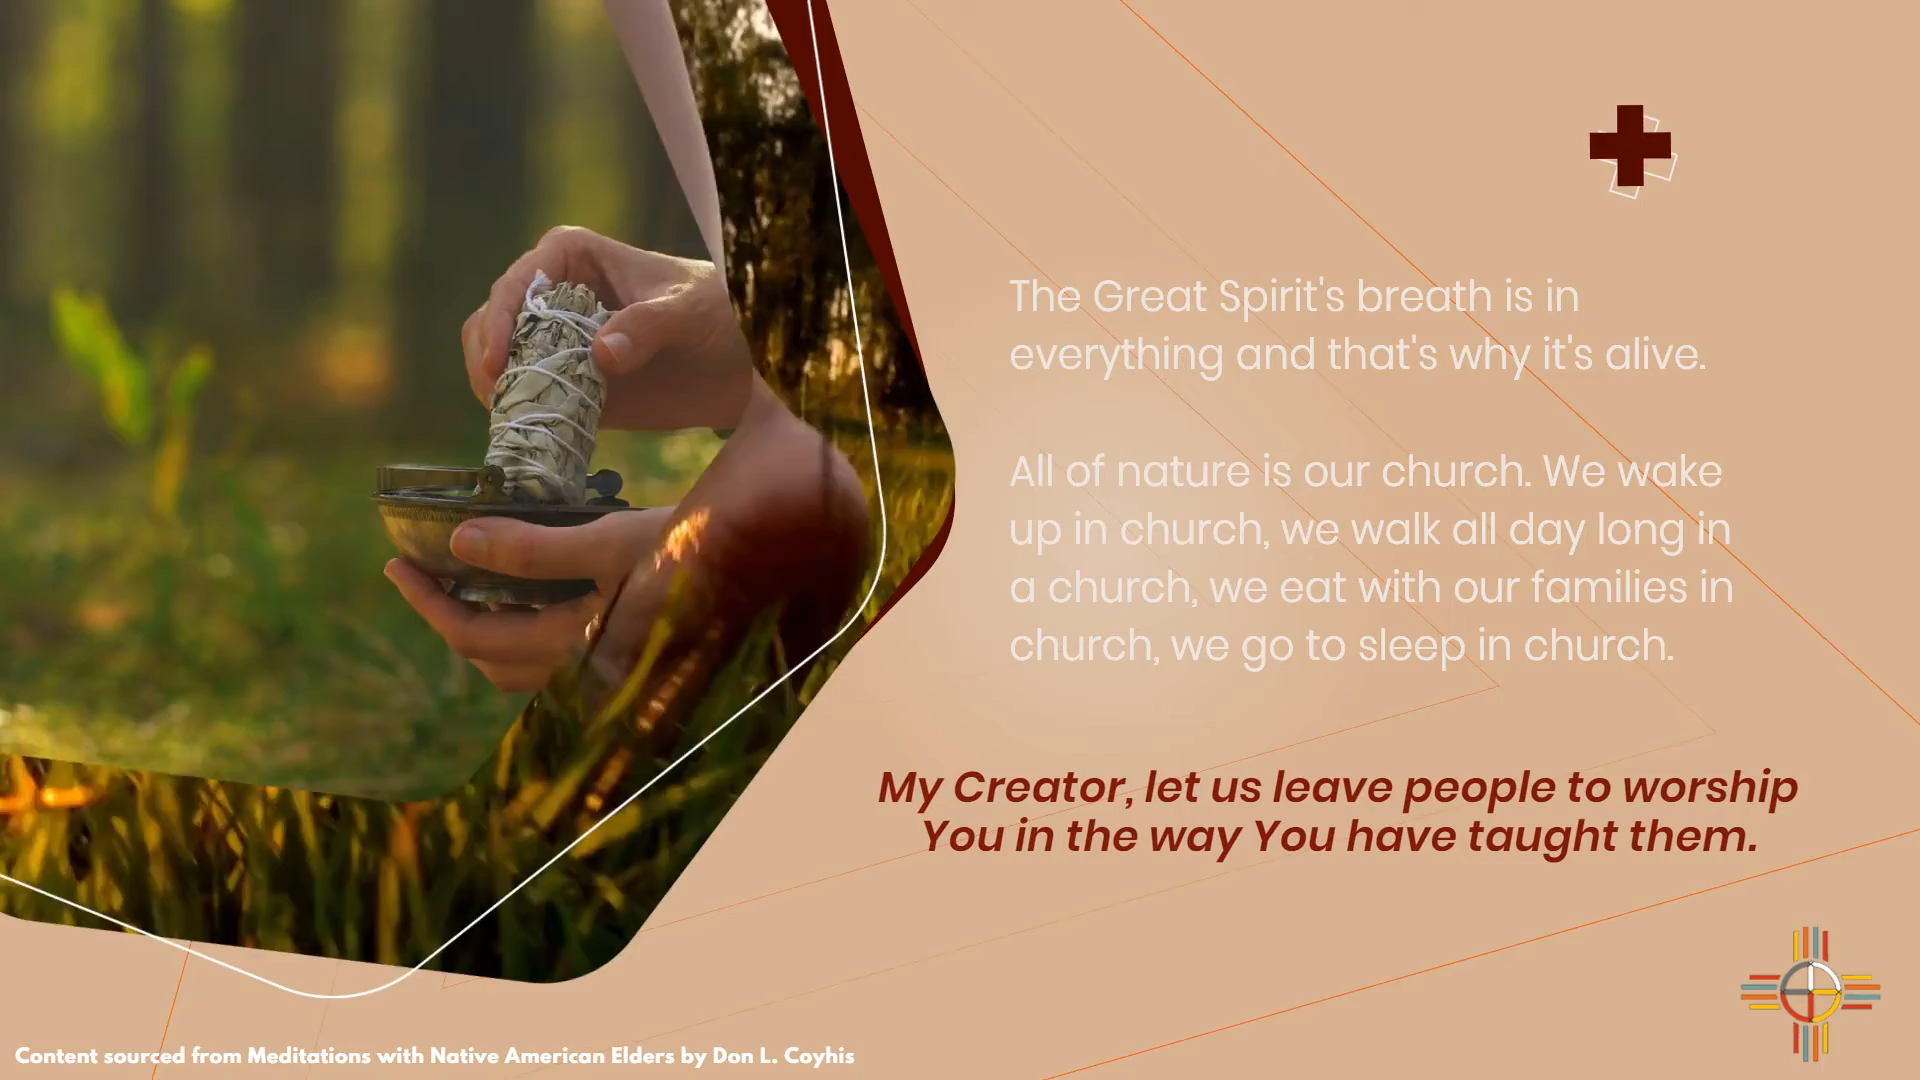 The Great Spirit's breath is in
everything and that's why it's alive.
All of nature is our church. We wake
up in church, we walk all day long in
a church, we eat with our families in
church, we go to sleep in church.
My Creator, let us leave people to worship
You in the way You have taught them.
Content sourced from Meditations with Native American Elders by Don L. Coyhis